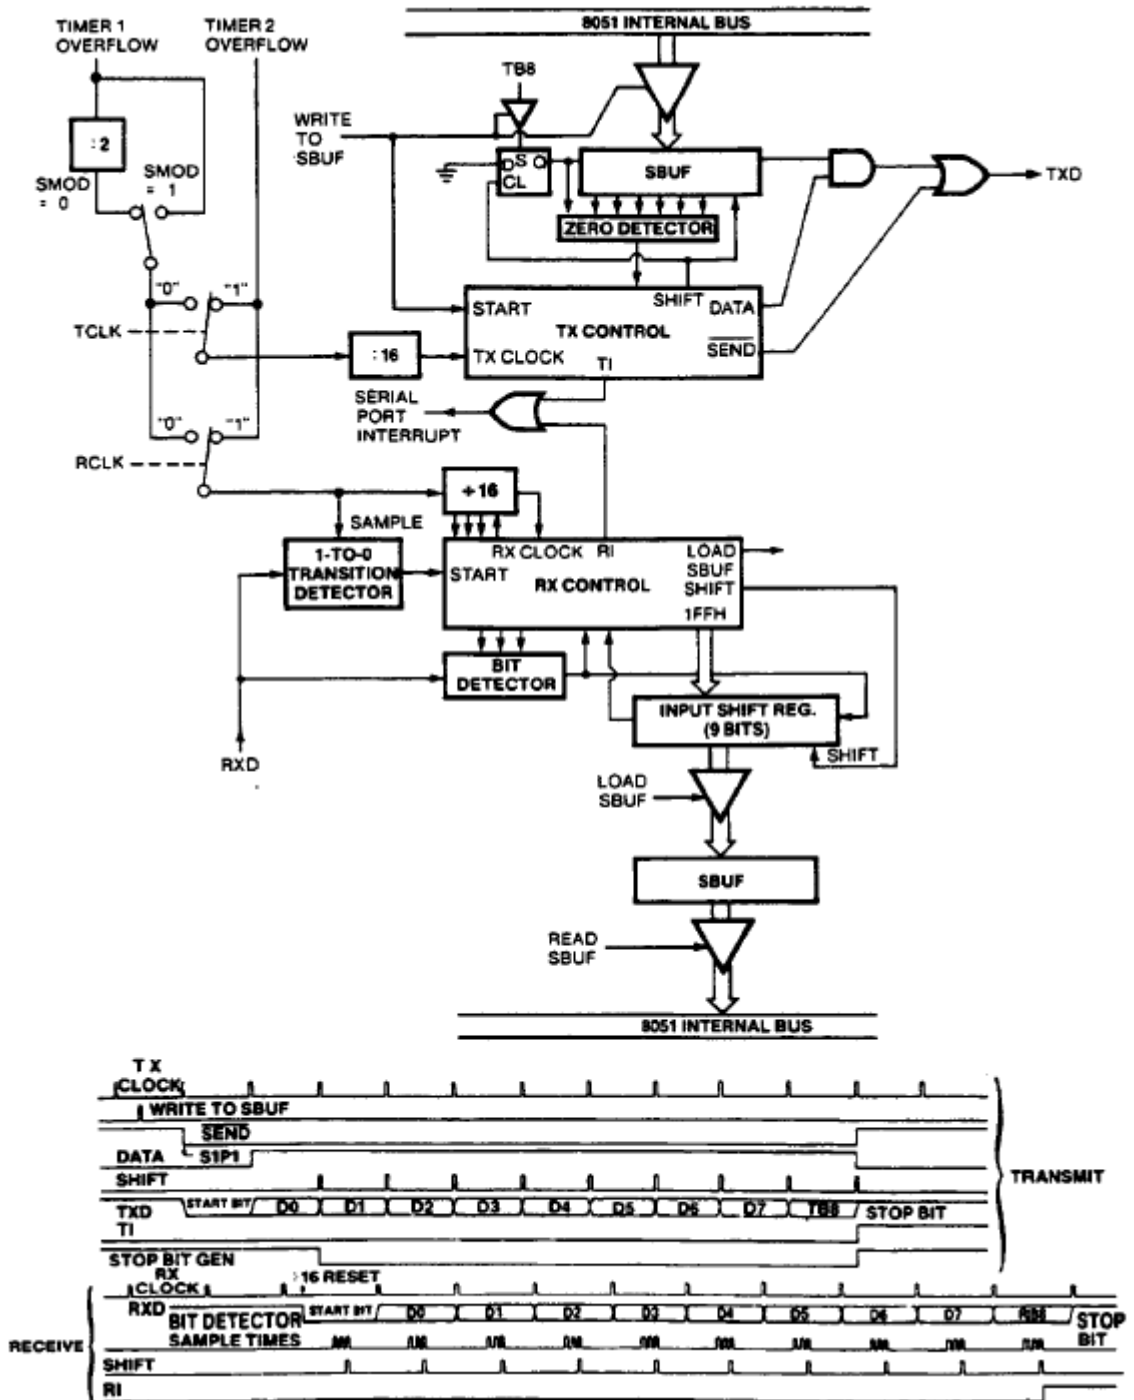 TIMER 1
OVERFLOW
TIMER 2
OVERFLOW
8051 INTERNAL BUS
TB8
WRITE
TO
SBUF
:2
SMOD
= 0
SMOD
= 1
D S Q
CL
SBUF
TXD
ZERO DETECTOR
"0"
"1"
TCLK
:16
START
SHIFT
DATA
TX CONTROL
SEND
TX CLOCK
TI
SERIAL
PORT
INTERRUPT
"0"
"1"
RCLK
÷16
SAMPLE
1-TO-0
TRANSITION
DETECTOR
RX CLOCK
RI
LOAD
SBUF
START
RX CONTROL
SHIFT
1FFH
BIT
DETECTOR
INPUT SHIFT REG.
(9 BITS)
SHIFT
RXD
LOAD
SBUF
SBUF
READ
SBUF
8051 INTERNAL BUS
TX
CLOCK
WRITE TO SBUF
SEND
DATA
S1P1
SHIFT
TRANSMIT
TXD
START BIT
D0
D1
D2
D3
D4
D5
D6
D7
TB8
STOP BIT
TI
STOP BIT GEN
RX
CLOCK
:16 RESET
RXD
BIT DETECTOR
SAMPLE TIMES
START BIT
D0
D1
D2
D3
D4
D5
D6
D7
RB8
STOP
BIT
RECEIVE
SHIFT
RI